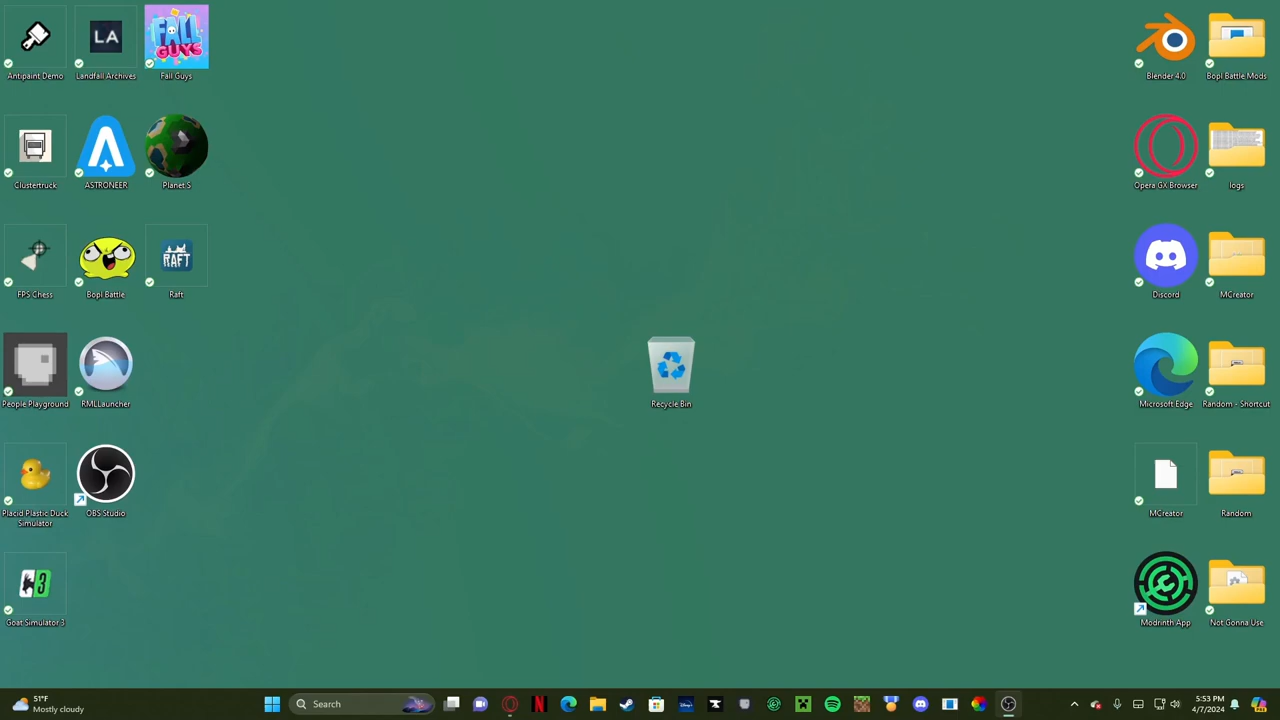 Antipaint Demo
Landfall Archives
FALL
GUYS
Fall Guys
LA
Clustertruck
ASTRONEER
Planet S
FPS Chess
Bopl Battle
RAFT
Raft
People Playground
RMLLauncher
Placid Plastic Duck
Simulator
OBS Studio
3
Goat Simulator 3
Recycle Bin
Blender 4.0
Bopl Battle Mods
Opera GX Browser
logs
Discord
MCreator
Microsoft Edge
Random - Shortcut
MCreator
Random
Modrinth App
Not Gonna Use
51°F
Mostly cloudy
Search
N
5:53 PM
4/7/2024